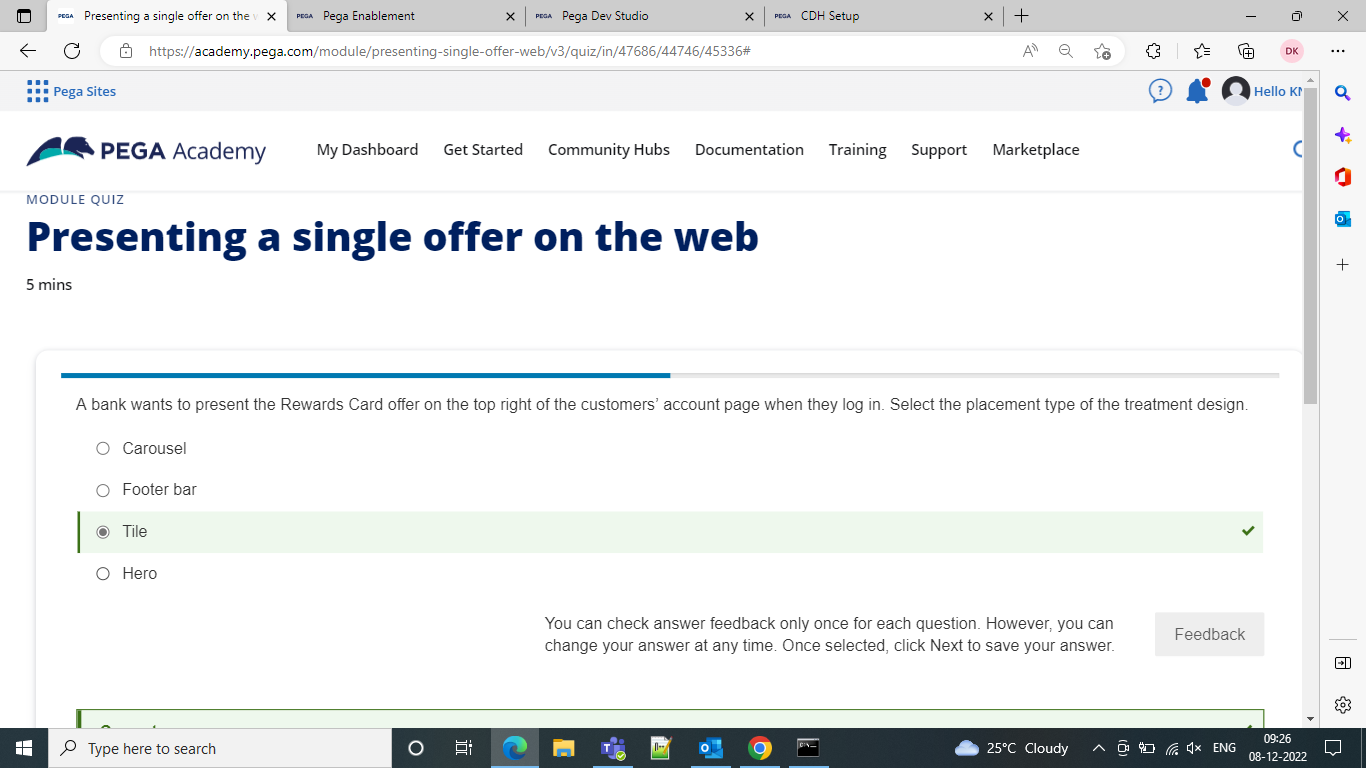 PEGA Presenting a single offer on the w
PEGA Pega Enablement
PEGA Pega Dev Studio
PEGA CDH Setup
https://academy.pega.com/module/presenting-single-offer-web/v3/quiz/in/47686/44746/45336#
DK
Pega Sites
Hello KN
PEGA Academy
My Dashboard Get Started Community Hubs Documentation Training Support Marketplace
MODULE QUIZ
Presenting a single offer on the web
5 mins
A bank wants to present the Rewards Card offer on the top right of the customers’ account page when they log in. Select the placement type of the treatment design.
Carousel
Footer bar
Tile
Hero
You can check answer feedback only once for each question. However, you can
change your answer at any time. Once selected, click Next to save your answer.
Feedback
Type here to search
25°C Cloudy
ENG
09:26
08-12-2022